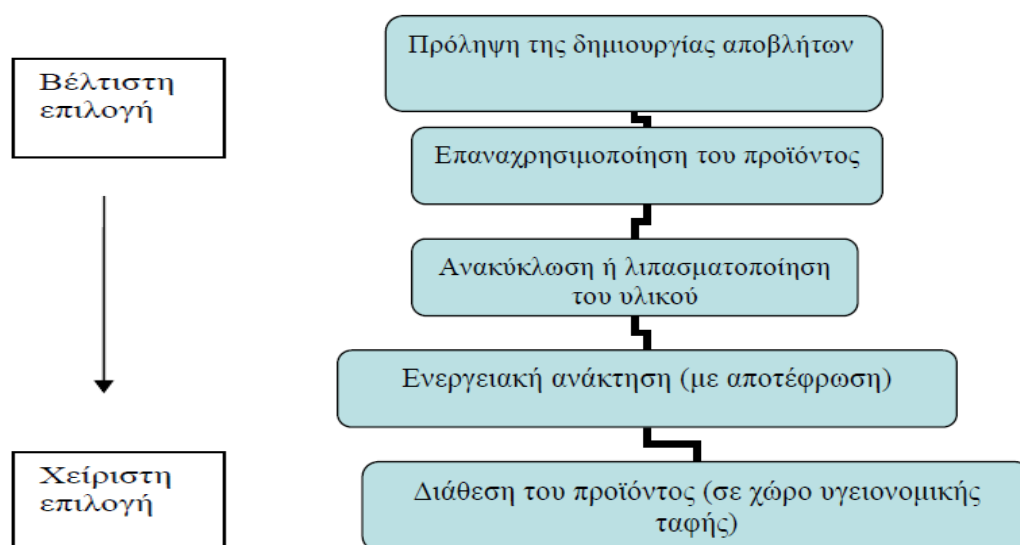 Βέλτιστη
επιλογή
Πρόληψη της δημιουργίας αποβλήτων
Επαναχρησιμοποίηση του προϊόντος
Ανακύκλωση ή λιπασματοποίηση
του υλικού
Ενεργειακή ανάκτηση (με αποτέφρωση)
Χείριστη
επιλογή
Διάθεση του προϊόντος (σε χώρο υγειονομικής
ταφής)